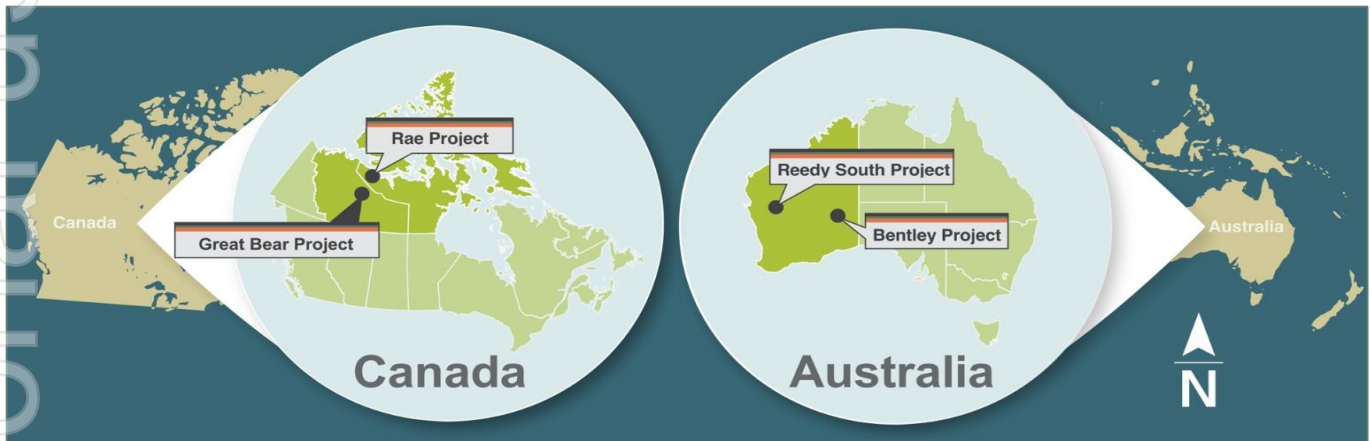 Canada
Rae Project
Great Bear Project
Canada
Reedy South Project
Bentley Project
Australia
Australia
N